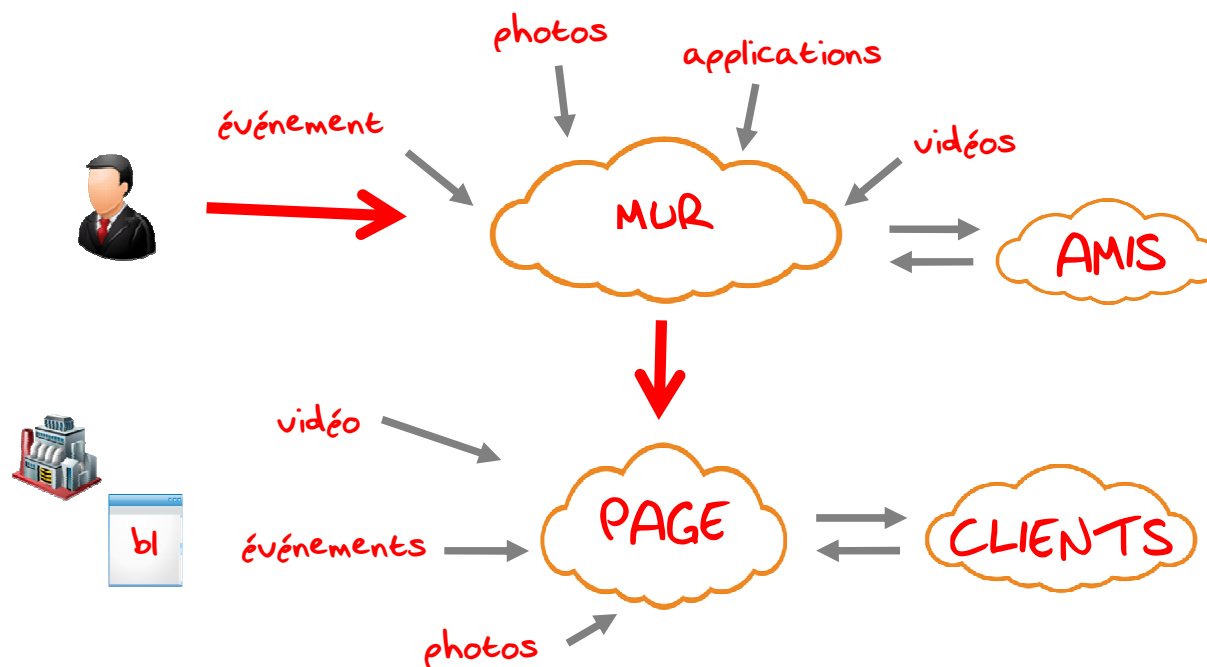 photos
applications
événement
vidéos
MUR
AMIS
vidéo
PAGE
CLIENTS
bl
événements
photos